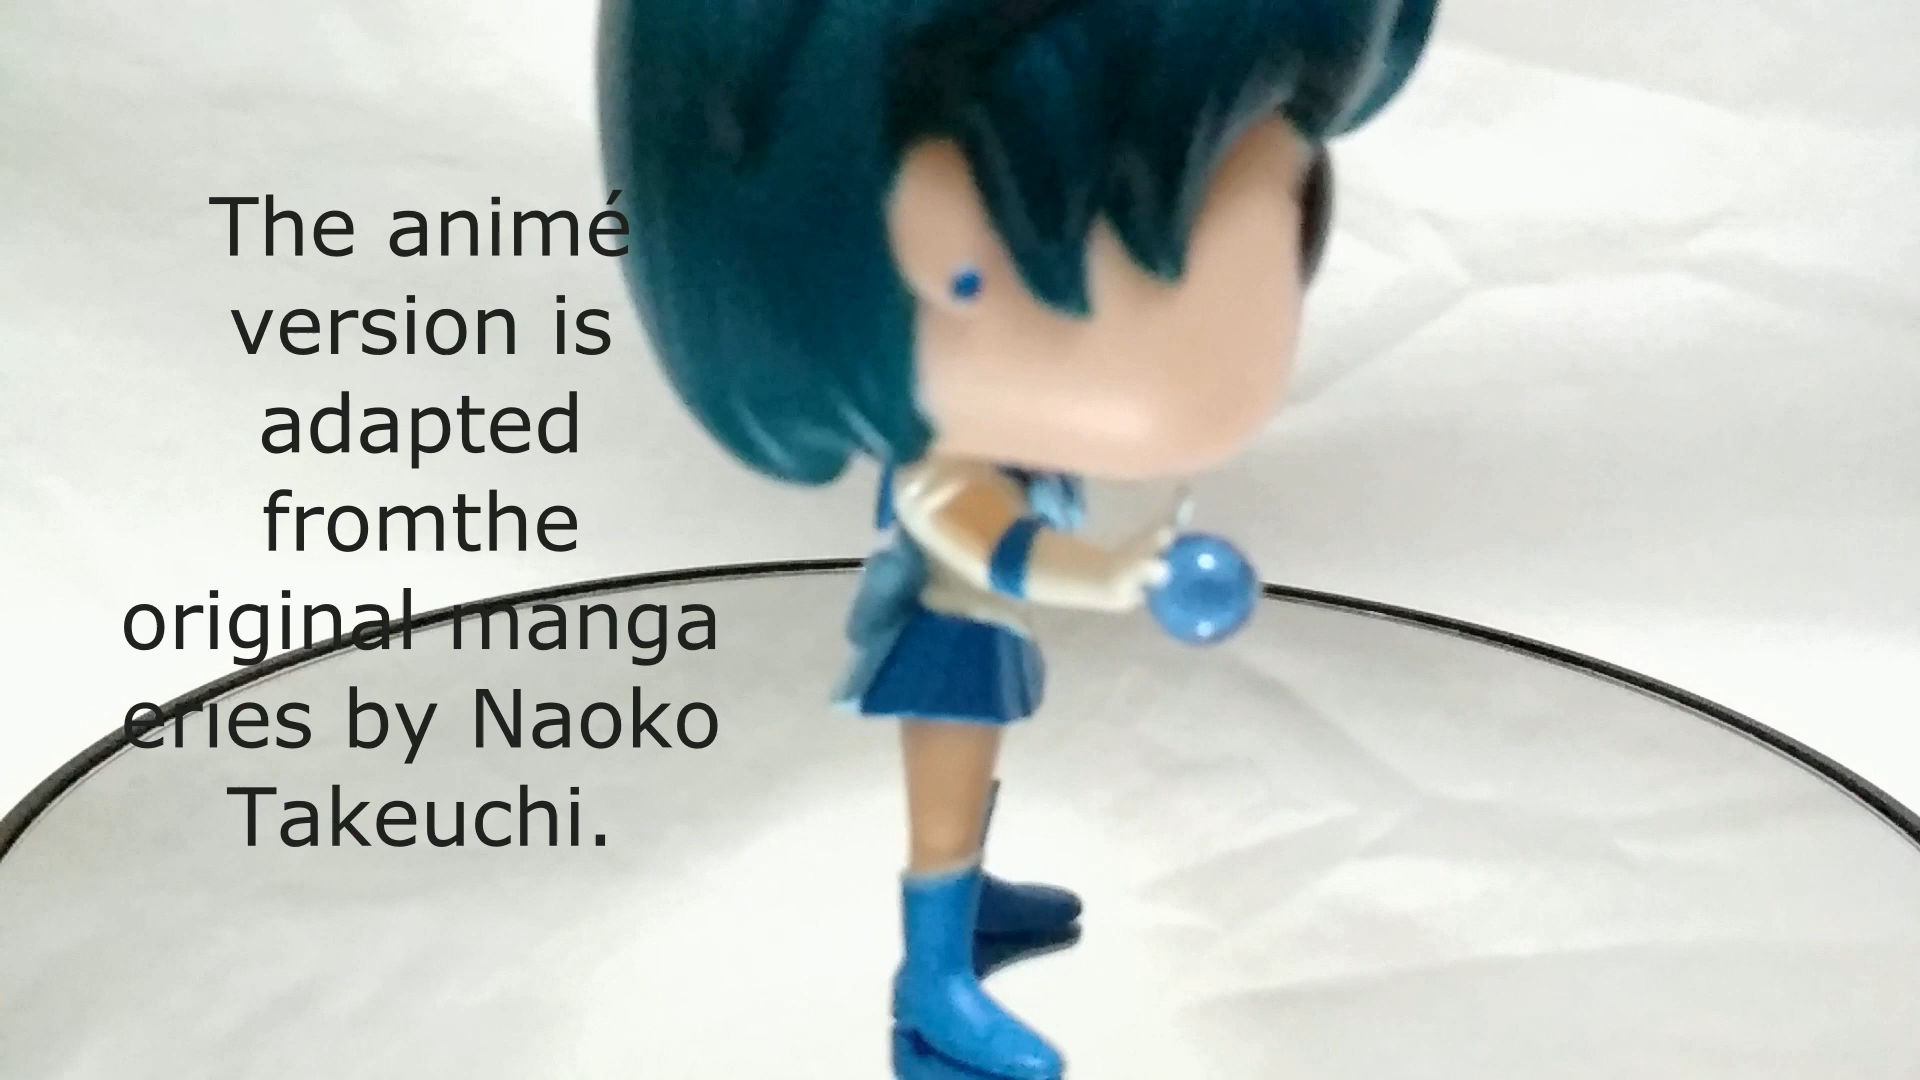 The animé
version is
adapted
fromthe
original manga
eries by Naoko
Takeuchi.